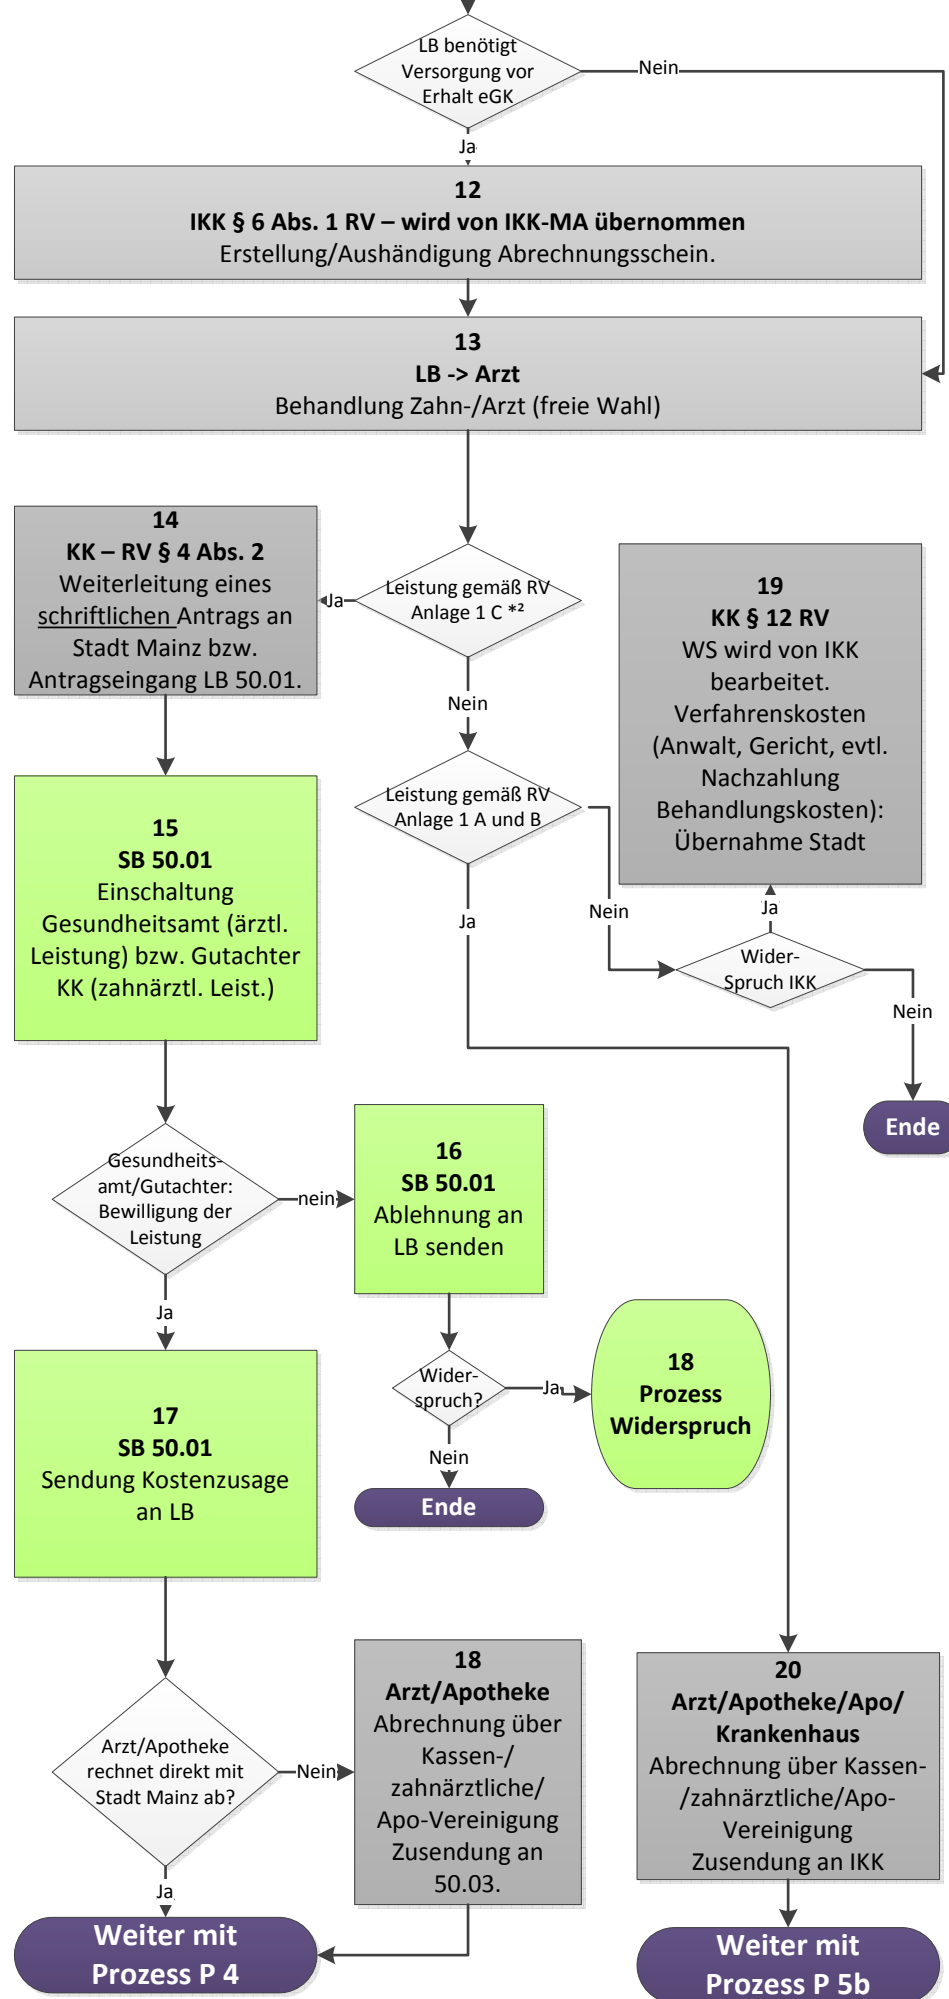 LB benötigt
Versorgung vor
Erhalt eGK
Nein
Ja
12
IKK § 6 Abs. 1 RV – wird von IKK-MA übernommen
Erstellung/Aushändigung Abrechnungsschein.
13
LB -> Arzt
Behandlung Zahn-/Arzt (freie Wahl)
14
KK – RV § 4 Abs. 2
Weiterleitung eines
schriftlichen Antrags an
Stadt Mainz bzw.
Antragseingang LB 50.01.
Ja
Leistung gemäß RV
Anlage 1 C *²
Nein
19
KK § 12 RV
WS wird von IKK
bearbeitet.
Verfahrenskosten
(Anwalt, Gericht, evtl.
Nachzahlung
Behandlungskosten):
Übernahme Stadt
Leistung gemäß RV
Anlage 1 A und B
Ja
Nein
Ja
Wider-
Spruch IKK
Nein
Ende
15
SB 50.01
Einschaltung
Gesundheitsamt (ärztl.
Leistung) bzw. Gutachter
KK (zahnärztl. Leist.)
Gesundheits-
amt/Gutachter:
Bewilligung der
Leistung
nein
Ja
16
SB 50.01
Ablehnung an
LB senden
Wider-
spruch?
Ja
Nein
Ende
18
Prozess
Widerspruch
17
SB 50.01
Sendung Kostenzusage
an LB
Arzt/Apotheke
rechnet direkt mit
Stadt Mainz ab?
Nein
Ja
18
Arzt/Apotheke
Abrechnung über
Kassen-/
zahnärztliche/
Apo-Vereinigung
Zusendung an
50.03.
20
Arzt/Apotheke/Apo/
Krankenhaus
Abrechnung über Kassen-
/zahnärztliche/Apo-
Vereinigung
Zusendung an IKK
Weiter mit
Prozess P 4
Weiter mit
Prozess P 5b